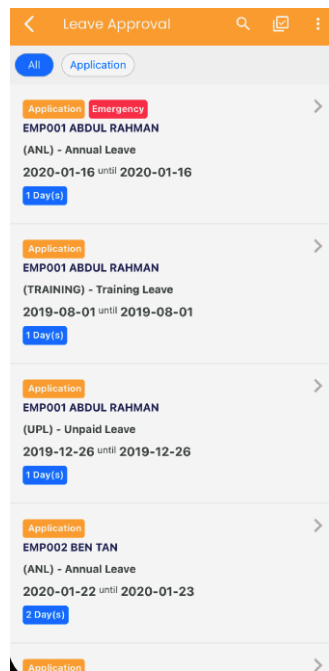 Leave Approval
All Application
Application Emergency
EMP001 ABDUL RAHMAN
(ANL) - Annual Leave
2020-01-16 until 2020-01-16
1 Day(s)
Application
EMP001 ABDUL RAHMAN
(TRAINING) - Training Leave
2019-08-01 until 2019-08-01
1 Day(s)
Application
EMP001 ABDUL RAHMAN
(UPL) - Unpaid Leave
2019-12-26 until 2019-12-26
1 Day(s)
Application
EMP002 BEN TAN
(ANL) - Annual Leave
2020-01-22 until 2020-01-23
2 Day(s)
Application